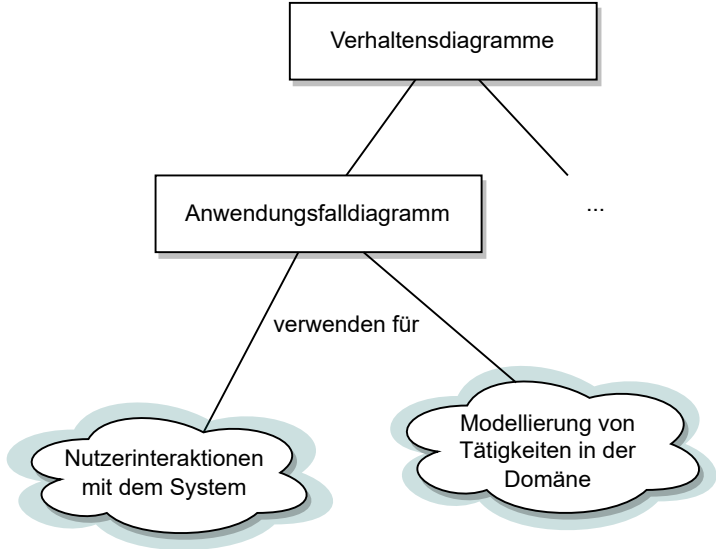 Verhaltensdiagramme
Anwendungsfalldiagramm
...
verwenden für
Nutzerinteraktionen
mit dem System
Modellierung von
Tätigkeiten in der
Domäne